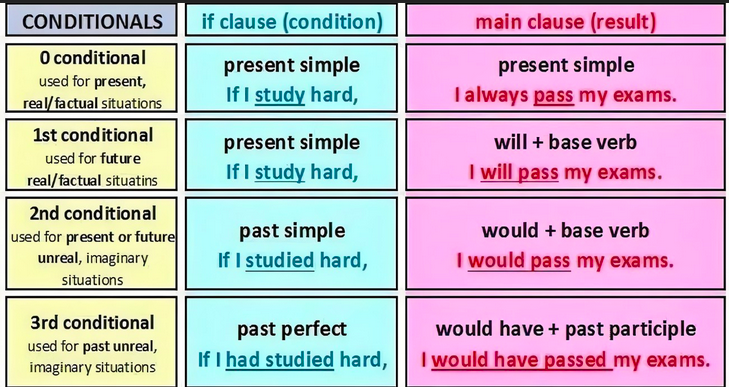 CONDITIONALS
if clause (condition)
main clause (result)
0 conditional
used for present,
real/factual situations
present simple
If I study hard,
present simple
I always pass my exams.
1st conditional
used for future
real/factual situatins
present simple
If I study hard,
will + base verb
I will pass my exams.
2nd conditional
used for present or future
unreal, imaginary
situations
past simple
If I studied hard,
would + base verb
I would pass my exams.
3rd conditional
used for past unreal,
imaginary situations
past perfect
If I had studied hard,
would have + past participle
I would have passed my exams.